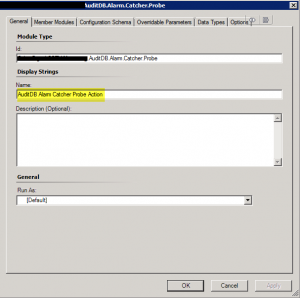 AuditDB.Alarm.Catcher.Probe
General Member Modules Configuration Schema Overridable Parameters Data Types Options
Module Type
Id:
AuditDB.Alarm.Catcher.Probe
Display Strings
Name:
AuditDB Alarm Catcher Probe Action
Description (Optional):
General
Run As:
[Default]
OK Cancel Apply